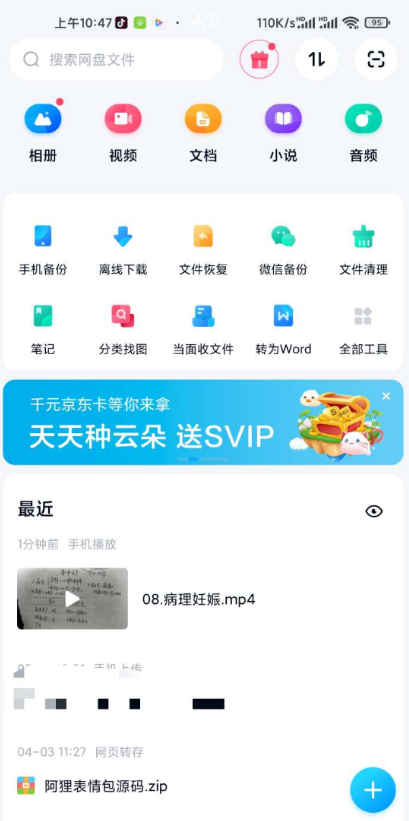 上午10:47 · 4/5 110K/s HD HD 95
搜索网盘文件
相册 视频 文档 小说 音频
手机备份 离线下载 文件恢复 微信备份 文件清理
笔记 分类找图 当面收文件 转为Word 全部工具
千元京东卡等你来拿
天天种云朵 送SVIP
最近
1分钟前 手机播放
08.病理妊娠.mp4
手机上传
04-03 11:27 网页转存
阿狸表情包源码.zip